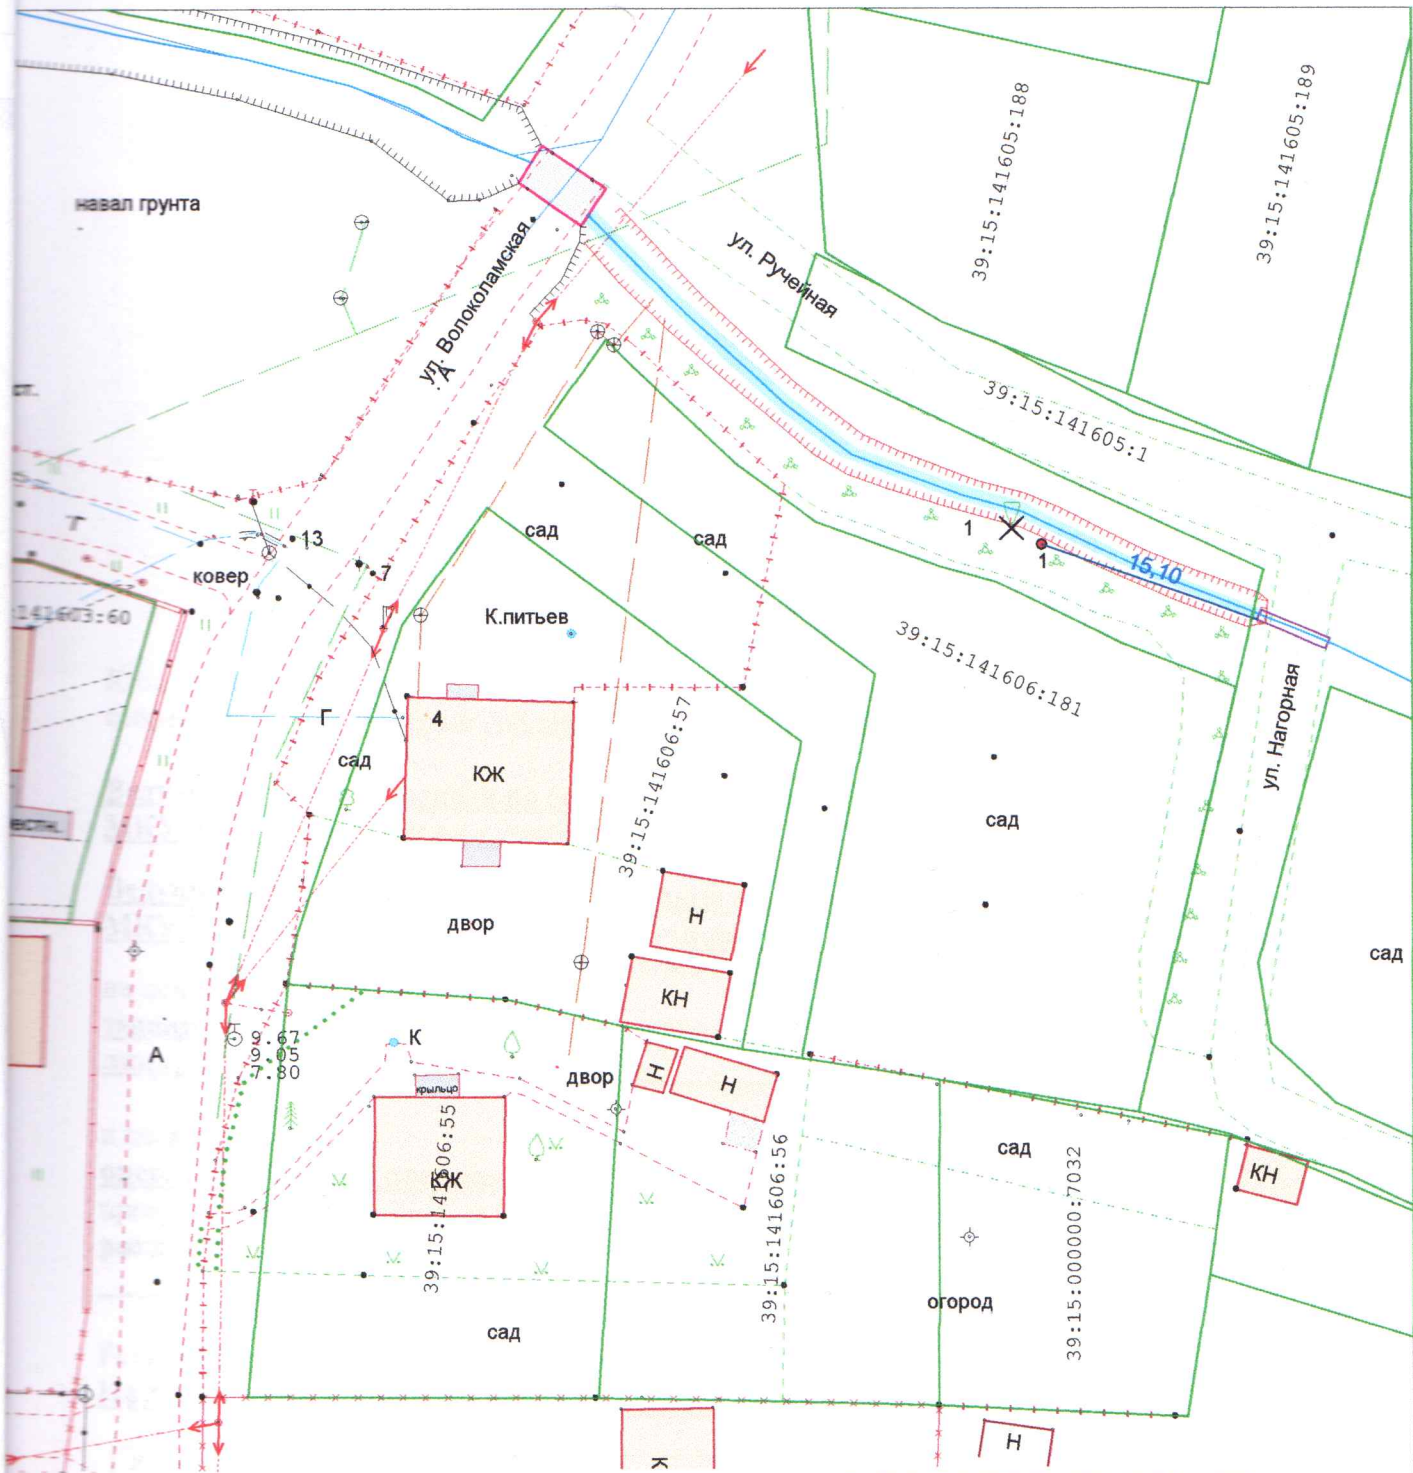 39:15:141605:188
39:15:141605:189
навал грунта
ул. Ручейная
ул. Волоколамская
А
39:15:141605:1
1
1
15,10
13
7
Г
ковер
сад
сад
К.питьев
:141603:60
39:15:141606:181
ул. Нагорная
Г
4
сад
КЖ
39:15:141606:57
сад
двор
Н
сад
КН
9.67
9.05
7.80
А
К
двор
Н
Н
крыльцо
КЖ
39:15:141606:55
39:15:141606:56
сад
39:15:000000:7032
КН
огород
сад
К
Н